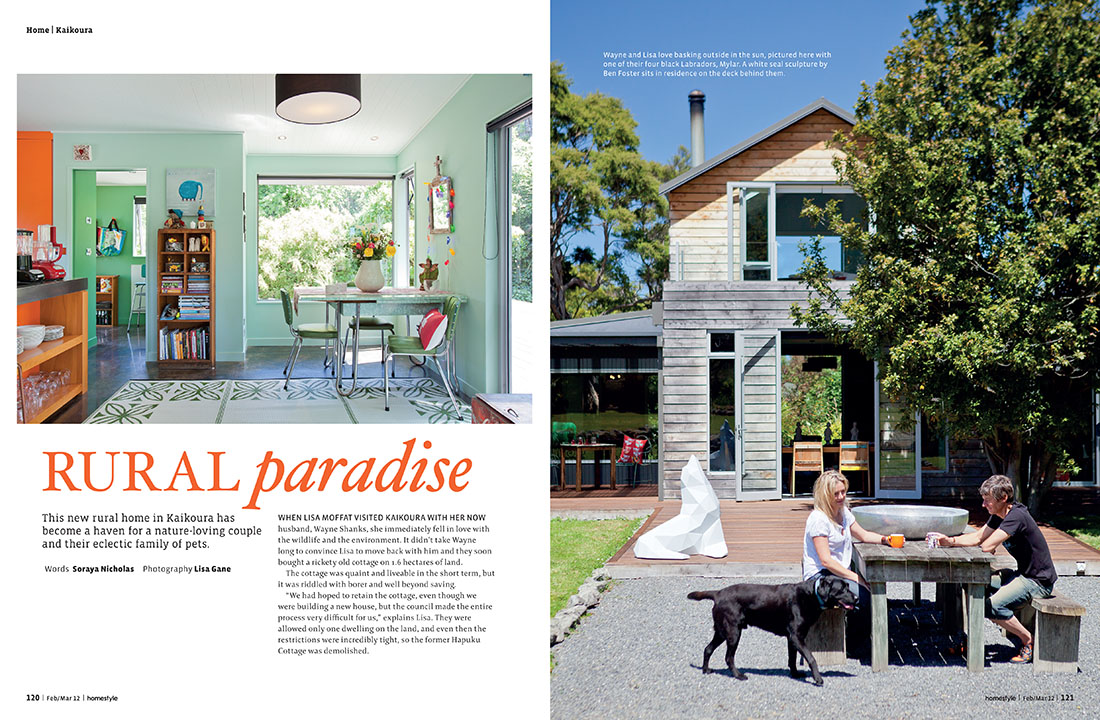 Home | Kaikoura
Wayne and Lisa love basking outside in the sun, pictured here with
one of their four black Labradors, Mylar. A white seal sculpture by
Ben Foster sits in residence on the deck behind them.
RURAL paradise
This new rural home in Kaikoura has
become a haven for a nature-loving couple
and their eclectic family of pets.
Words Soraya Nicholas Photography Lisa Gane
WHEN LISA MOFFAT VISITED KAIKOURA WITH HER NOW
husband, Wayne Shanks, she immediately fell in love with
the wildlife and the environment. It didn't take Wayne
long to convince Lisa to move back with him and they soon
bought a rickety old cottage on 1.6 hectares of land.
The cottage was quaint and liveable in the short term, but
it was riddled with borer and well beyond saving.
"We had hoped to retain the cottage, even though we
were building a new house, but the council made the entire
process very difficult for us," explains Lisa. They were
allowed only one dwelling on the land, and even then the
restrictions were incredibly tight, so the former Hapuku
Cottage was demolished.
120 | Feb/Mar 12 | homestyle
homestyle | Feb/Mar 12 | 121